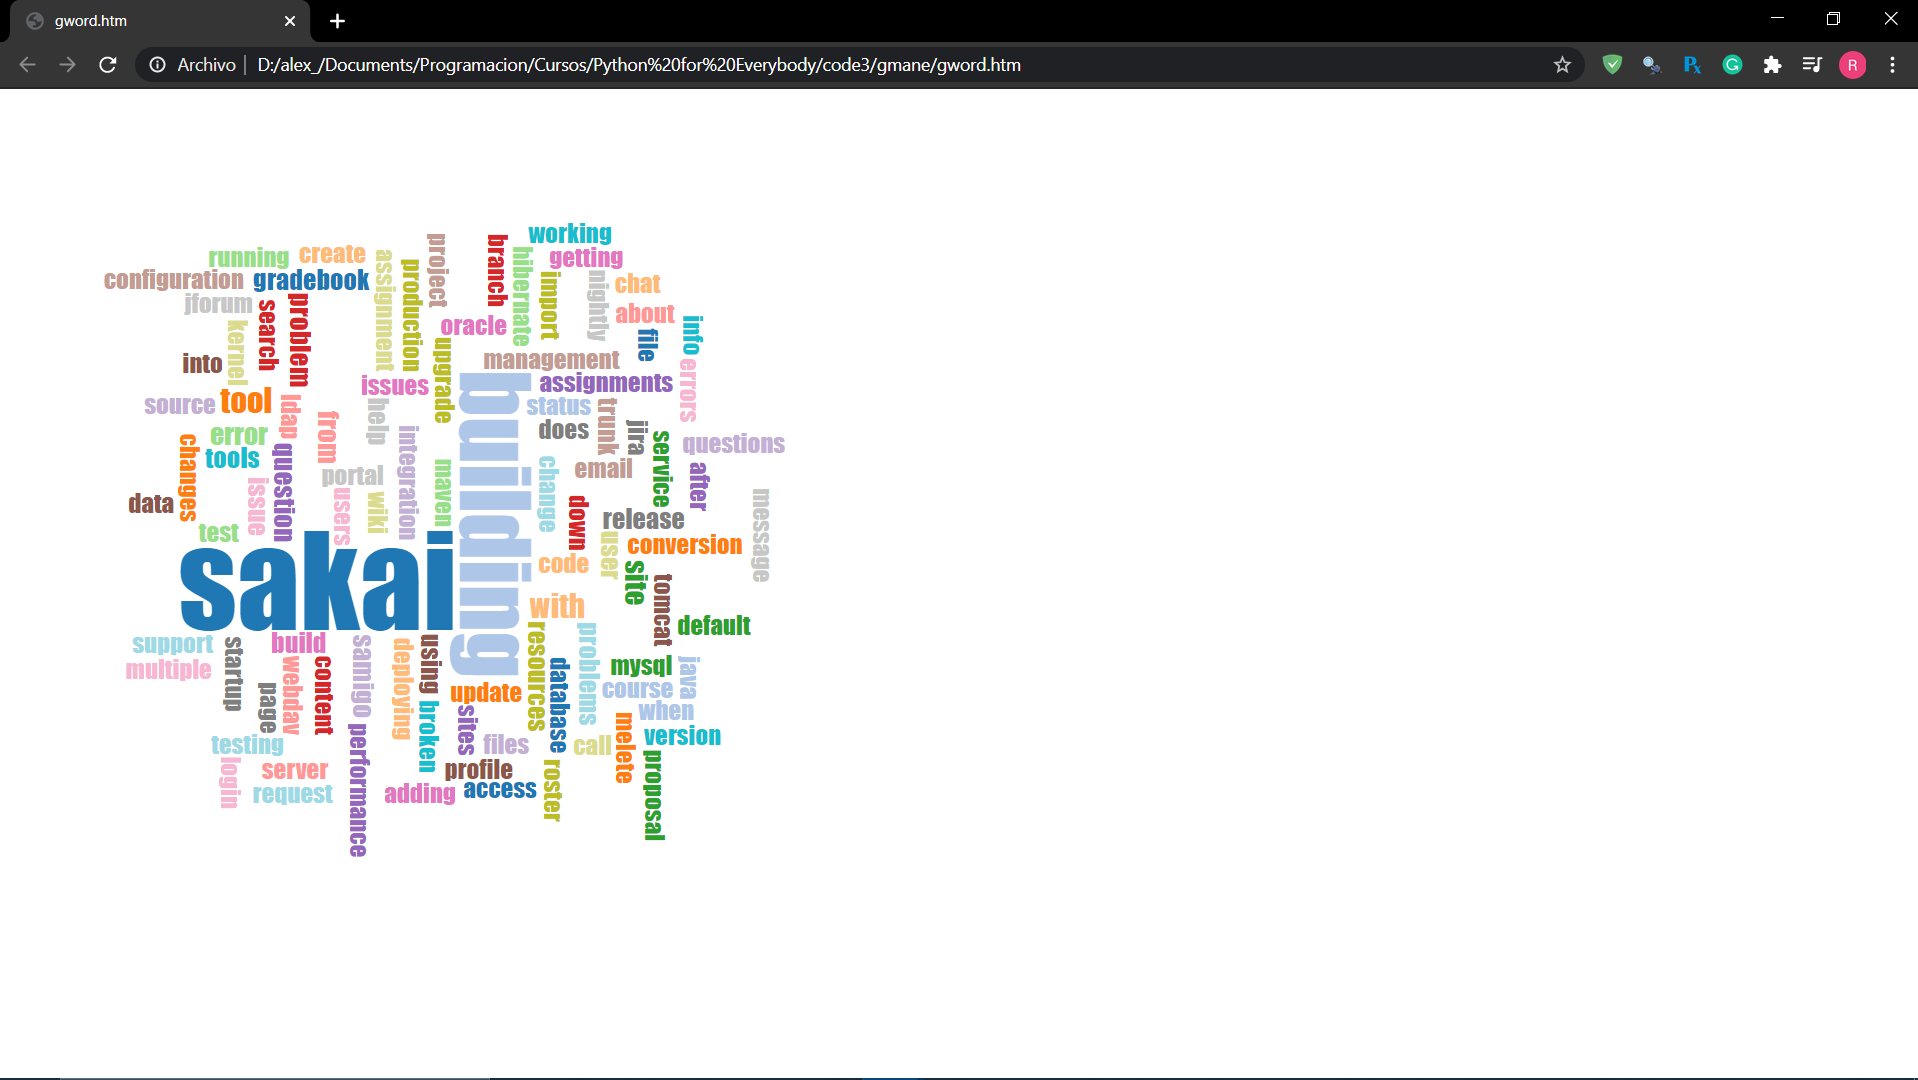 gword.htm
Archivo
D:/alex_/Documents/Programacion/Cursos/Python%20for%20Everybody/code3/gmane/gword.htm
R
working
running
create
project
branch
hibernate
getting
assignment
production
import
nightly
configuration
gradebook
chat
jforum
search
problem
oracle
about
info
kernel
file
upgrade
management
into
errors
issues
building
assignments
source
tool
ldap
help
status
trunk
from
does
jira
error
integration
service
questions
changes
tools
question
change
email
after
portal
maven
issue
users
wiki
message
data
down
release
test
user
conversion
sakai
code
site
tomcat
with
default
resources
problems
support
startup
build
samigo
deploying
using
multiple
webdav
content
database
mysql
java
page
update
course
sites
when
broken
melete
testing
performance
files
call
version
proposal
login
server
profile
roster
request
adding
access